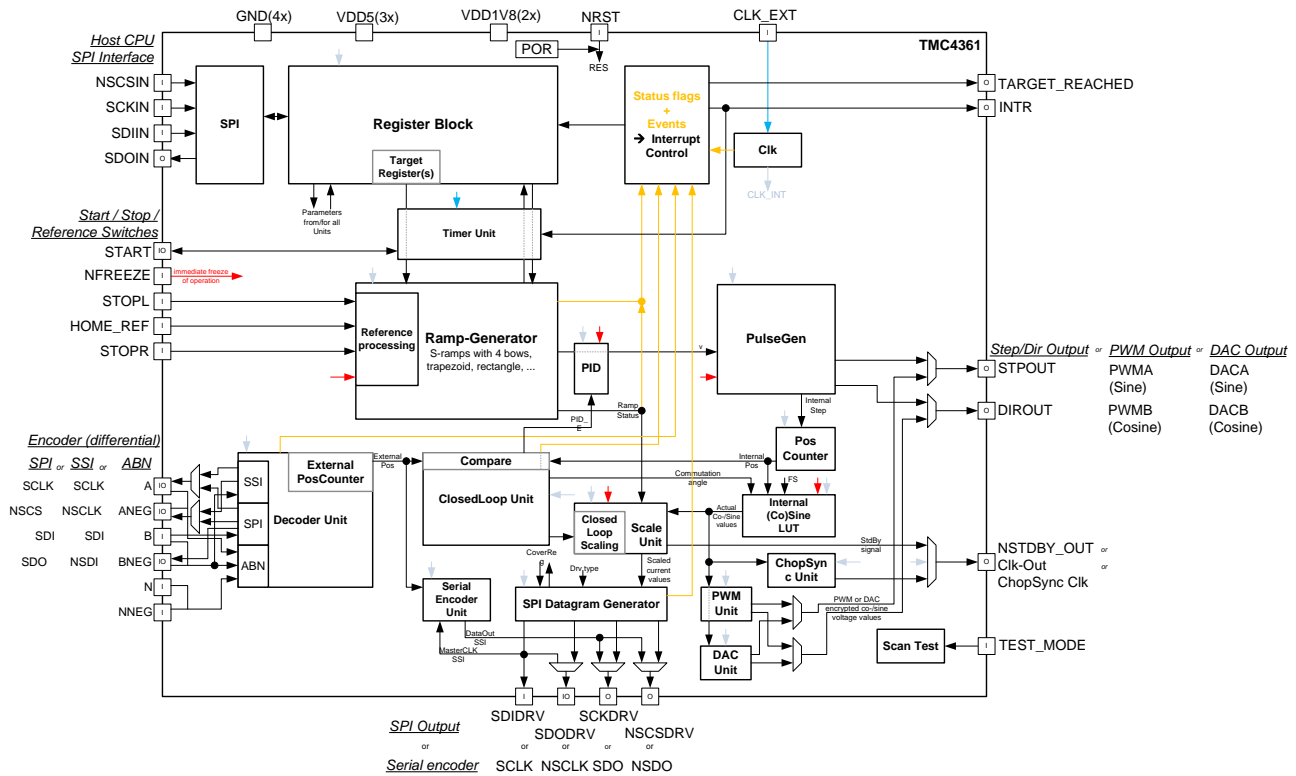 GND(4x)
VDD5(3x)
VDD1V8(2x)
NRST
CLK_EXT
Host CPU
SPI Interface
I
I
POR
RES
TMC4361
NSCSIN
I
SCKIN
I
SDIIN
I
SDOIN
O
SPI
Register Block
Target
Register(s)
Status flags
+
Events
→ Interrupt
Control
Clk
CLK_INT
O
TARGET_REACHED
O
INTR
Parameters
from/for all
Units
Timer Unit
Start / Stop /
Reference Switches
START
IO
NFREEZE
I
immediate freeze
of operation
STOPL
I
HOME_REF
I
STOPR
I
Reference
processing
Ramp-Generator
S-ramps with 4 bows,
trapezoid, rectangle, ...
PID
v
PulseGen
Step/Dir Output or PWM Output or DAC Output
O
STPOUT
PWMA
(Sine)
DACA
(Sine)
O
DIROUT
PWMB
(Cosine)
DACB
(Cosine)
Ramp
Status
PID_
E
Internal
Step
Pos
Counter
Encoder (differential)
SPI or SSI or ABN
SCLK SCLK A
IO
NSCS NSCLK ANEG
IO
SDI SDI B
I
SDO NSDI BNEG
IO
N
I
NNEG
I
SSI
SPI
ABN
External
PosCounter
Decoder Unit
External
Pos
Compare
ClosedLoop Unit
Internal
Pos
Commutation
angle
FS
Internal
(Co)Sine
LUT
Actual
Co-/Sine
values
Closed
Loop
Scaling
Scale
Unit
StdBy
signal
O
NSTDBY_OUT or
Clk-Out or
ChopSync Clk
ChopSyn
c Unit
CoverRe
g
Drv type
Scaled
current
values
Serial
Encoder
Unit
SPI Datagram Generator
PWM
Unit
DAC
Unit
PWM or DAC
encrypted co-/sine
voltage values
DataOut
SSI
MasterCLK
SSI
Scan Test
I
TEST_MODE
I
IO
O
O
SDIDRV
SDODRV
SCKDRV
NSCSDRV
SPI Output
or
or
or
or
or
Serial encoder
SCLK NSCLK SDO NSDO